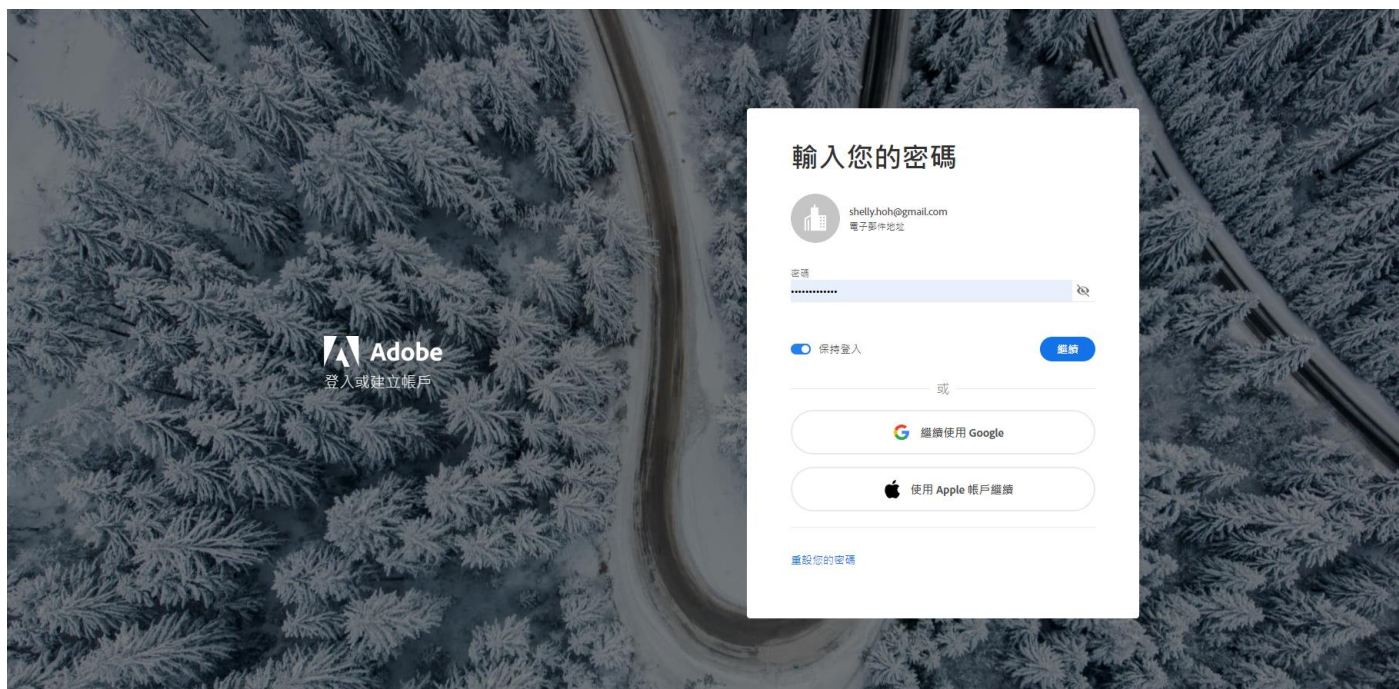 Adobe
登入或建立帳戶
輸入您的密碼
shelly.hoh@gmail.com
電子郵件地址
密碼
保持登入
繼續
或
繼續使用 Google
使用 Apple 帳戶繼續
重設您的密碼